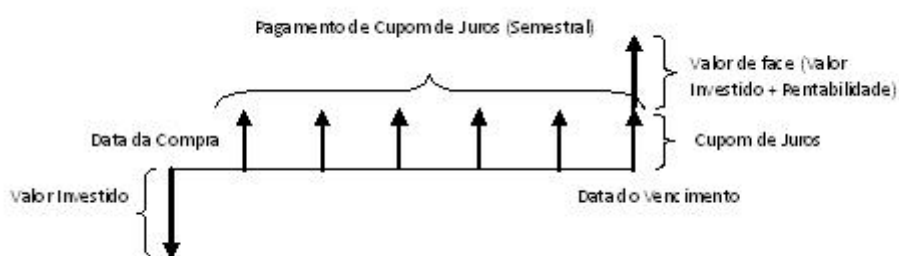 Pagamento de Cupom de Juros (Semestral)
Valor de face (Valor
Investido + Rentabilidade)
Data da Compra
Cupom de Juros
Valor Investido
Data do Vencimento